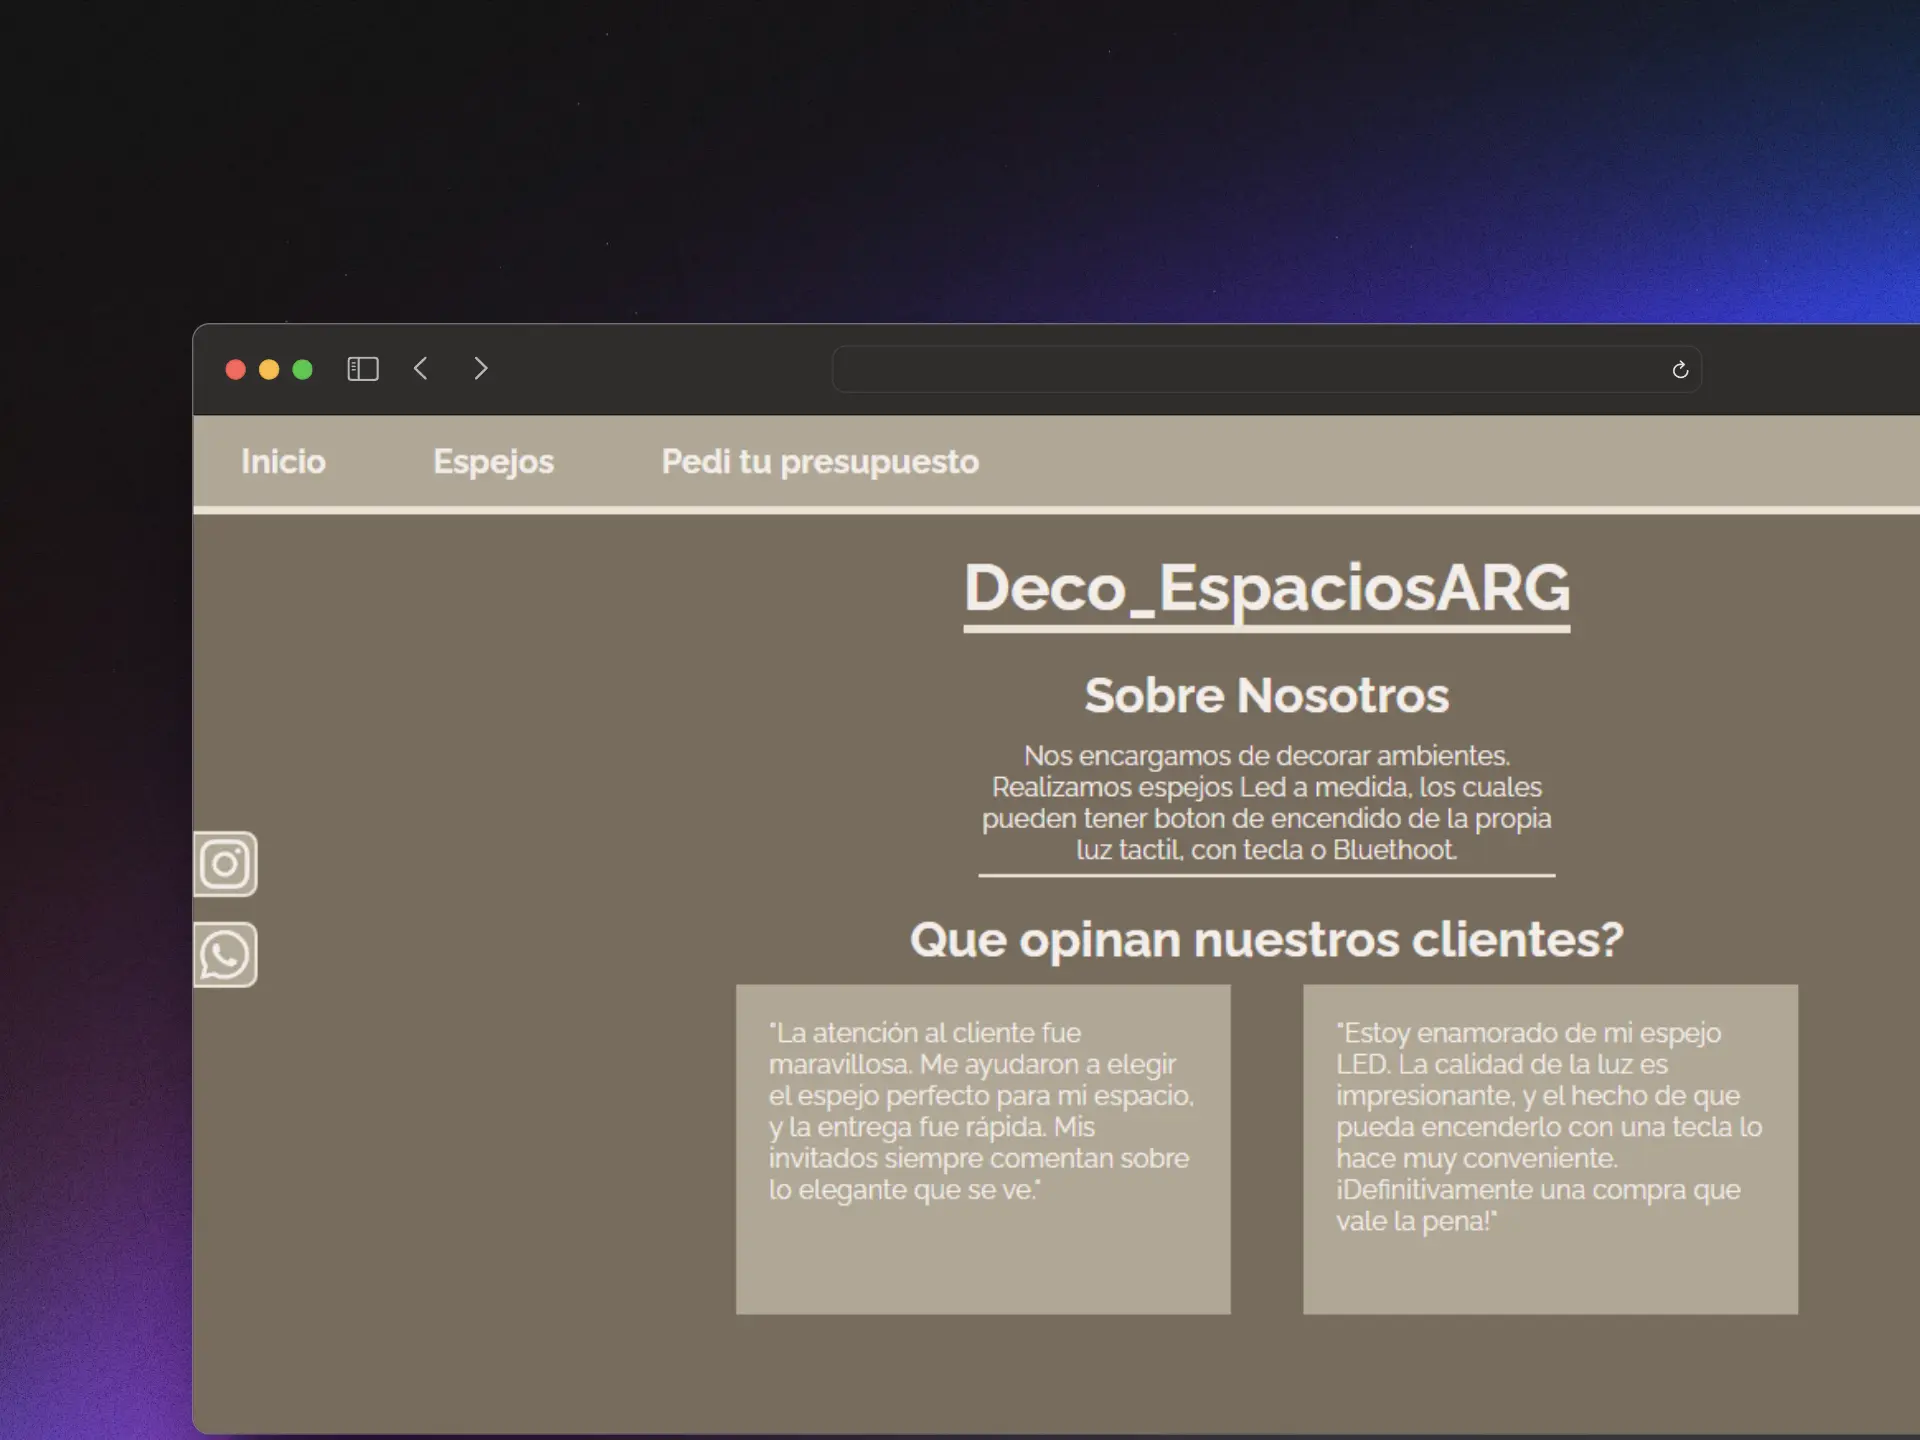 Inicio Espejos Pedi tu presupuesto
Deco_EspaciosARG
Sobre Nosotros
Nos encargamos de decorar ambientes.
Realizamos espejos Led a medida, los cuales
pueden tener boton de encendido de la propia
luz tactil, con tecla o Bluethoot.
Que opinan nuestros clientes?
"La atención al cliente fue
maravillosa. Me ayudaron a elegir
el espejo perfecto para mi espacio,
y la entrega fue rápida. Mis
invitados siempre comentan sobre
lo elegante que se ve."
"Estoy enamorado de mi espejo
LED. La calidad de la luz es
impresionante, y el hecho de que
pueda encenderlo con una tecla lo
hace muy conveniente.
¡Definitivamente una compra que
vale la pena!"